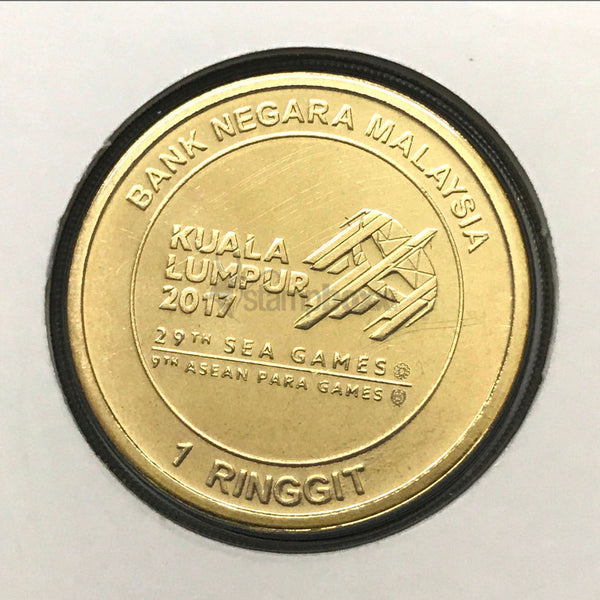 BANK NEGARA MALAYSIA
KUALA
LUMPUR
2017
29TH SEA GAMES
9TH ASEAN PARA GAMES
1 RINGGIT